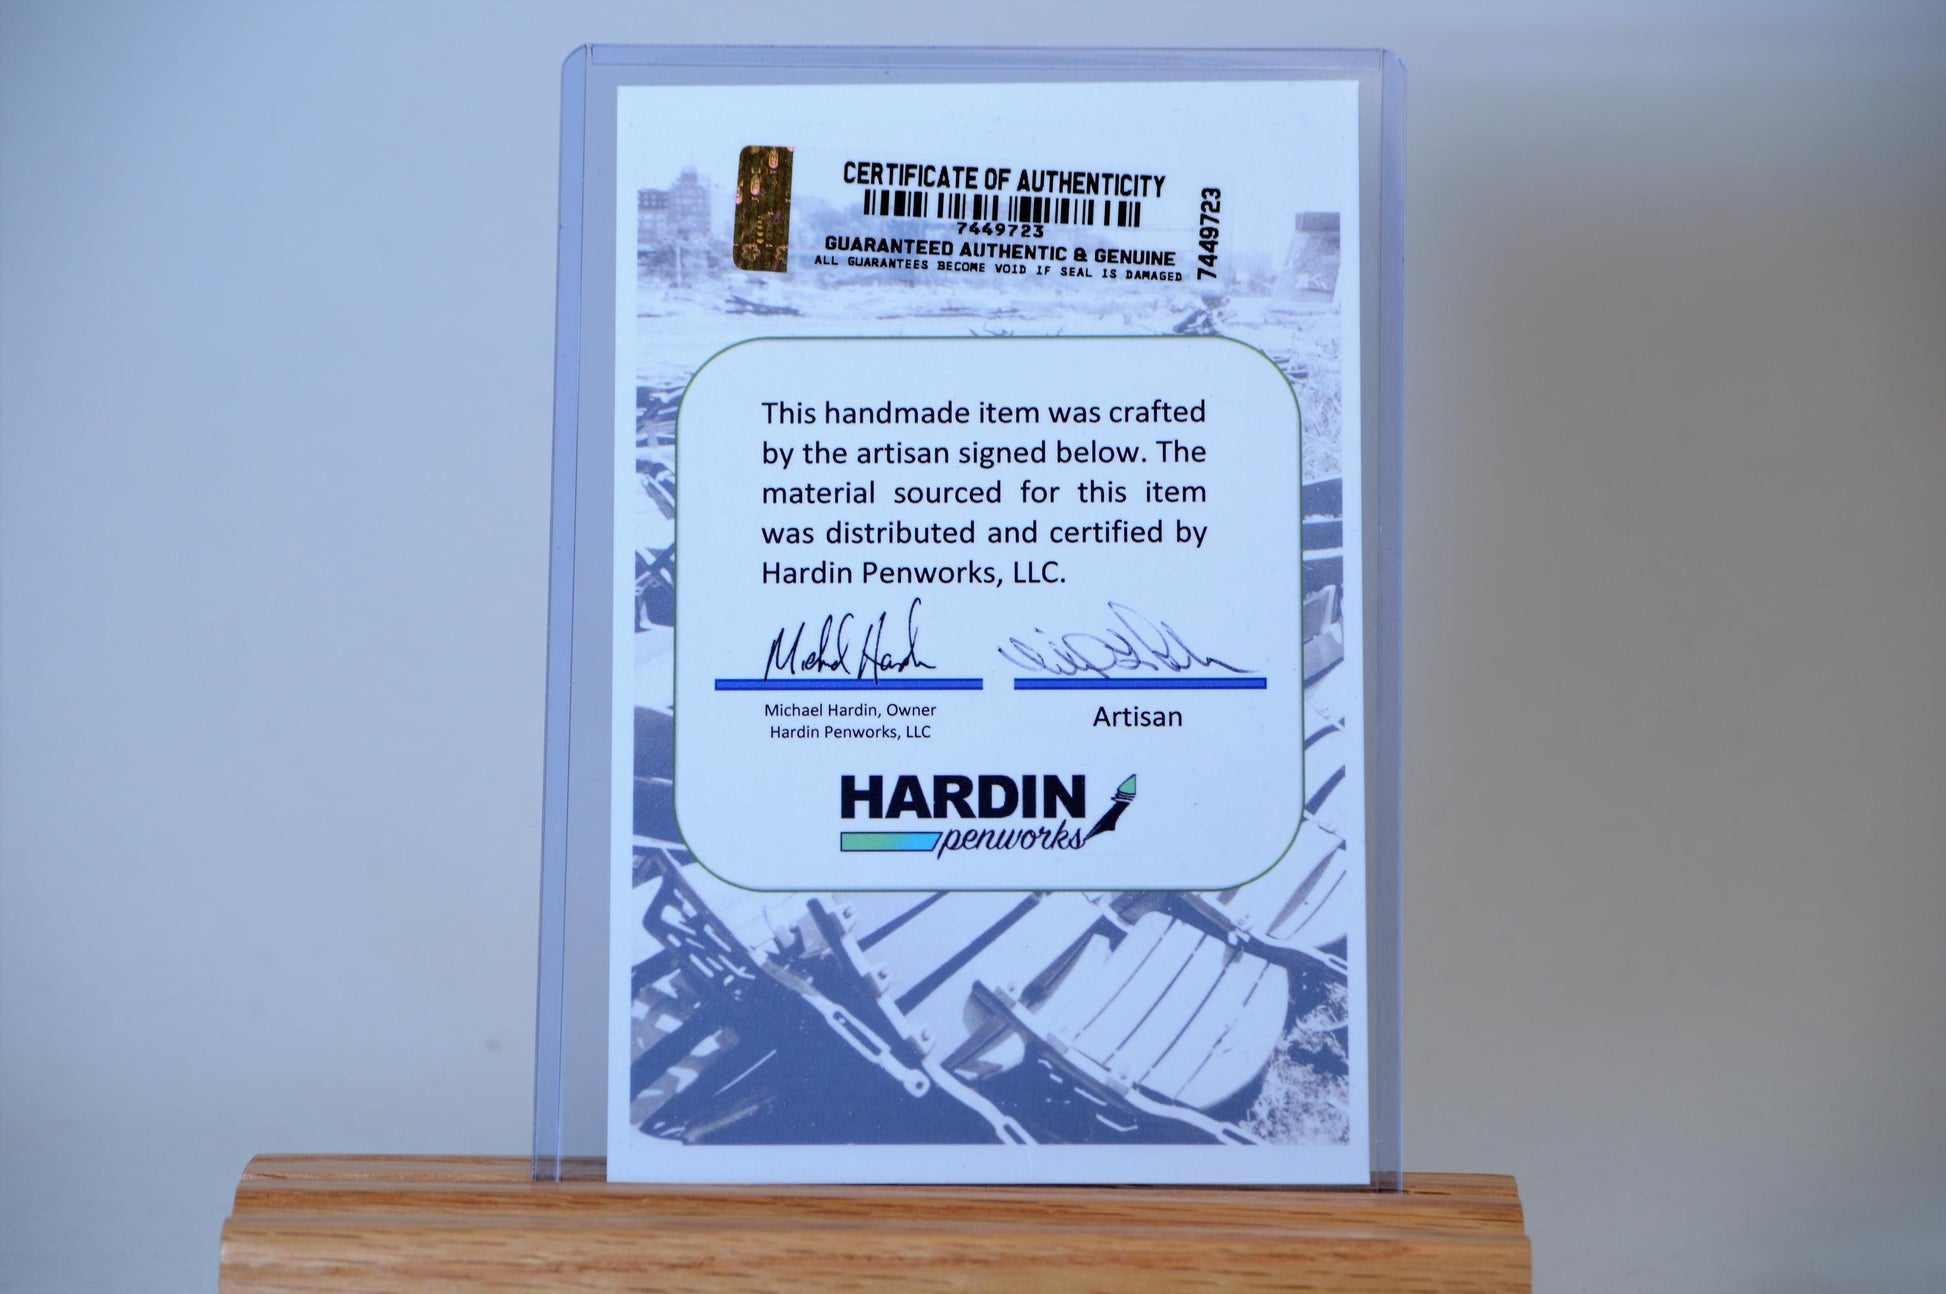 CERTIFICATE OF AUTHENTICITY
7449723
GUARANTEED AUTHENTIC & GENUINE
ALL GUARANTEES BECOME VOID IF SEAL IS DAMAGED
7449723
This handmade item was crafted
by the artisan signed below. The
material sourced for this item
was distributed and certified by
Hardin Penworks, LLC.
Michael Hardin
Michael Hardin, Owner
Hardin Penworks, LLC
Artisan
HARDIN
penworks